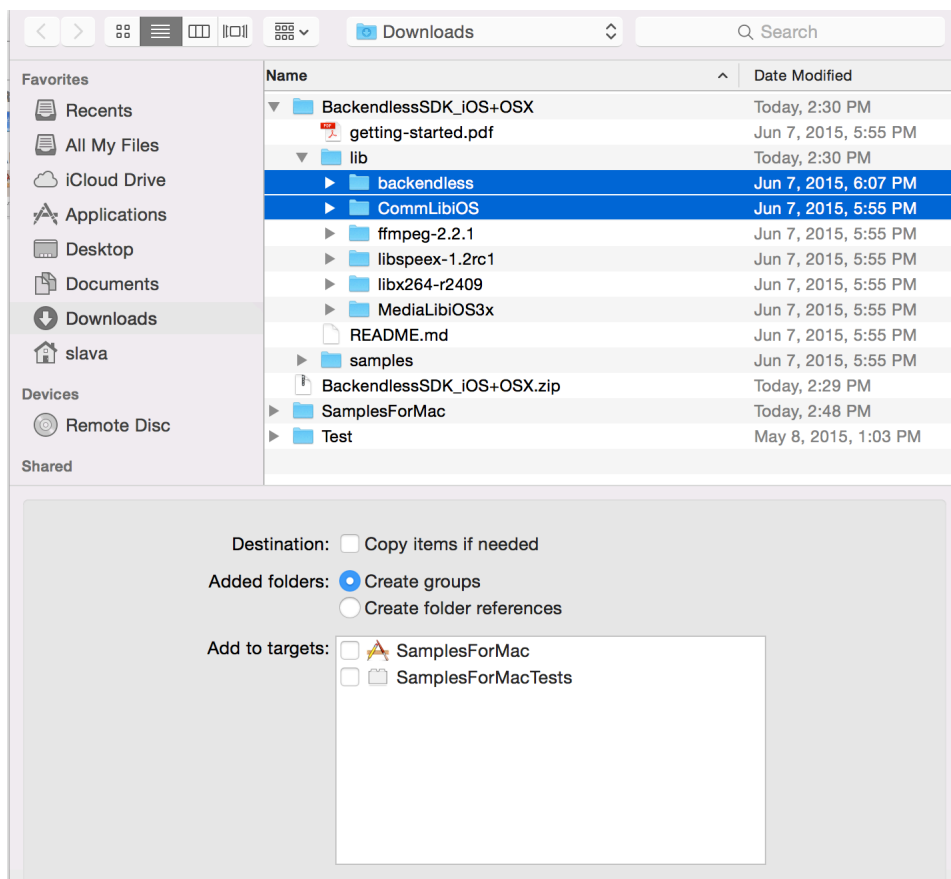 Downloads
Search
Favorites
Recents
All My Files
iCloud Drive
Applications
Desktop
Documents
Downloads
slava
Devices
Remote Disc
Shared
Name Date Modified
BackendlessSDK_iOS+OSX Today, 2:30 PM
PDF getting-started.pdf Jun 7, 2015, 5:55 PM
lib Today, 2:30 PM
backendless Jun 7, 2015, 6:07 PM
CommLibiOS Jun 7, 2015, 5:55 PM
ffmpeg-2.2.1 Jun 7, 2015, 5:55 PM
libspeex-1.2rc1 Jun 7, 2015, 5:55 PM
libx264-r2409 Jun 7, 2015, 5:55 PM
MediaLibiOS3x Jun 7, 2015, 5:55 PM
README.md Jun 7, 2015, 5:55 PM
samples Jun 7, 2015, 5:55 PM
BackendlessSDK_iOS+OSX.zip Today, 2:29 PM
SamplesForMac Today, 2:48 PM
Test May 8, 2015, 1:03 PM
Destination: Copy items if needed
Added folders: Create groups
Create folder references
Add to targets: SamplesForMac
SamplesForMacTests